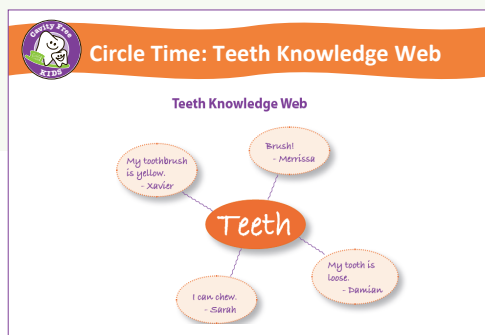 Cavity Free
KIDS
Circle Time: Teeth Knowledge Web
Teeth Knowledge Web
My toothbrush
is yellow.
- Xavier
Brush!
- Merrissa
Teeth
My tooth is
loose.
- Damian
I can chew.
- Sarah